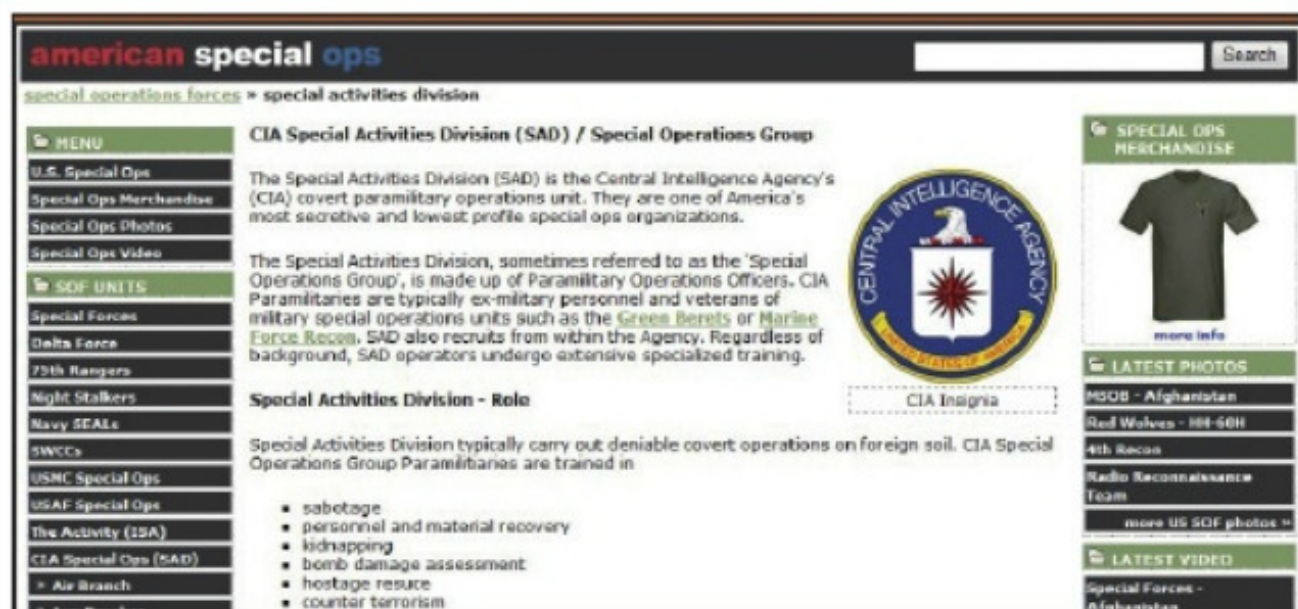 american special ops
Search
special operations forces » special activities division
MENU
U.S. Special Ops
Special Ops Merchandise
Special Ops Photos
Special Ops Video
SOF UNITS
Special Forces
Delta Force
75th Rangers
Night Stalkers
Navy SEALs
SWCCs
USMC Special Ops
USAF Special Ops
The Activity (ISA)
CIA Special Ops (SAD)
» Air Branch
CIA Special Activities Division (SAD) / Special Operations Group
The Special Activities Division (SAD) is the Central Intelligence Agency's
(CIA) covert paramilitary operations unit. They are one of America's
most secretive and lowest profile special ops organizations.
The Special Activities Division, sometimes referred to as the 'Special
Operations Group', is made up of Paramilitary Operations Officers. CIA
Paramilitaries are typically ex-military personnel and veterans of
military special operations units such as the Green Berets or Marine
Force Recon. SAD also recruits from within the Agency. Regardless of
background, SAD operators undergo extensive specialized training.
CENTRAL INTELLIGENCE AGENCY
UNITED STATES OF AMERICA
CIA Insignia
Special Activities Division - Role
Special Activities Division typically carry out deniable covert operations on foreign soil. CIA Special
Operations Group Paramilitaries are trained in
▪ sabotage
▪ personnel and material recovery
▪ kidnapping
▪ bomb damage assessment
▪ hostage resuce
▪ counter terrorism
SPECIAL OPS
MERCHANDISE
more info
LATEST PHOTOS
MSOB - Afghanistan
Red Wolves - HH-60H
4th Recon
Radio Reconnaissance
Team
more US SOF photos »
LATEST VIDEO
Special Forces -
Afghanistan